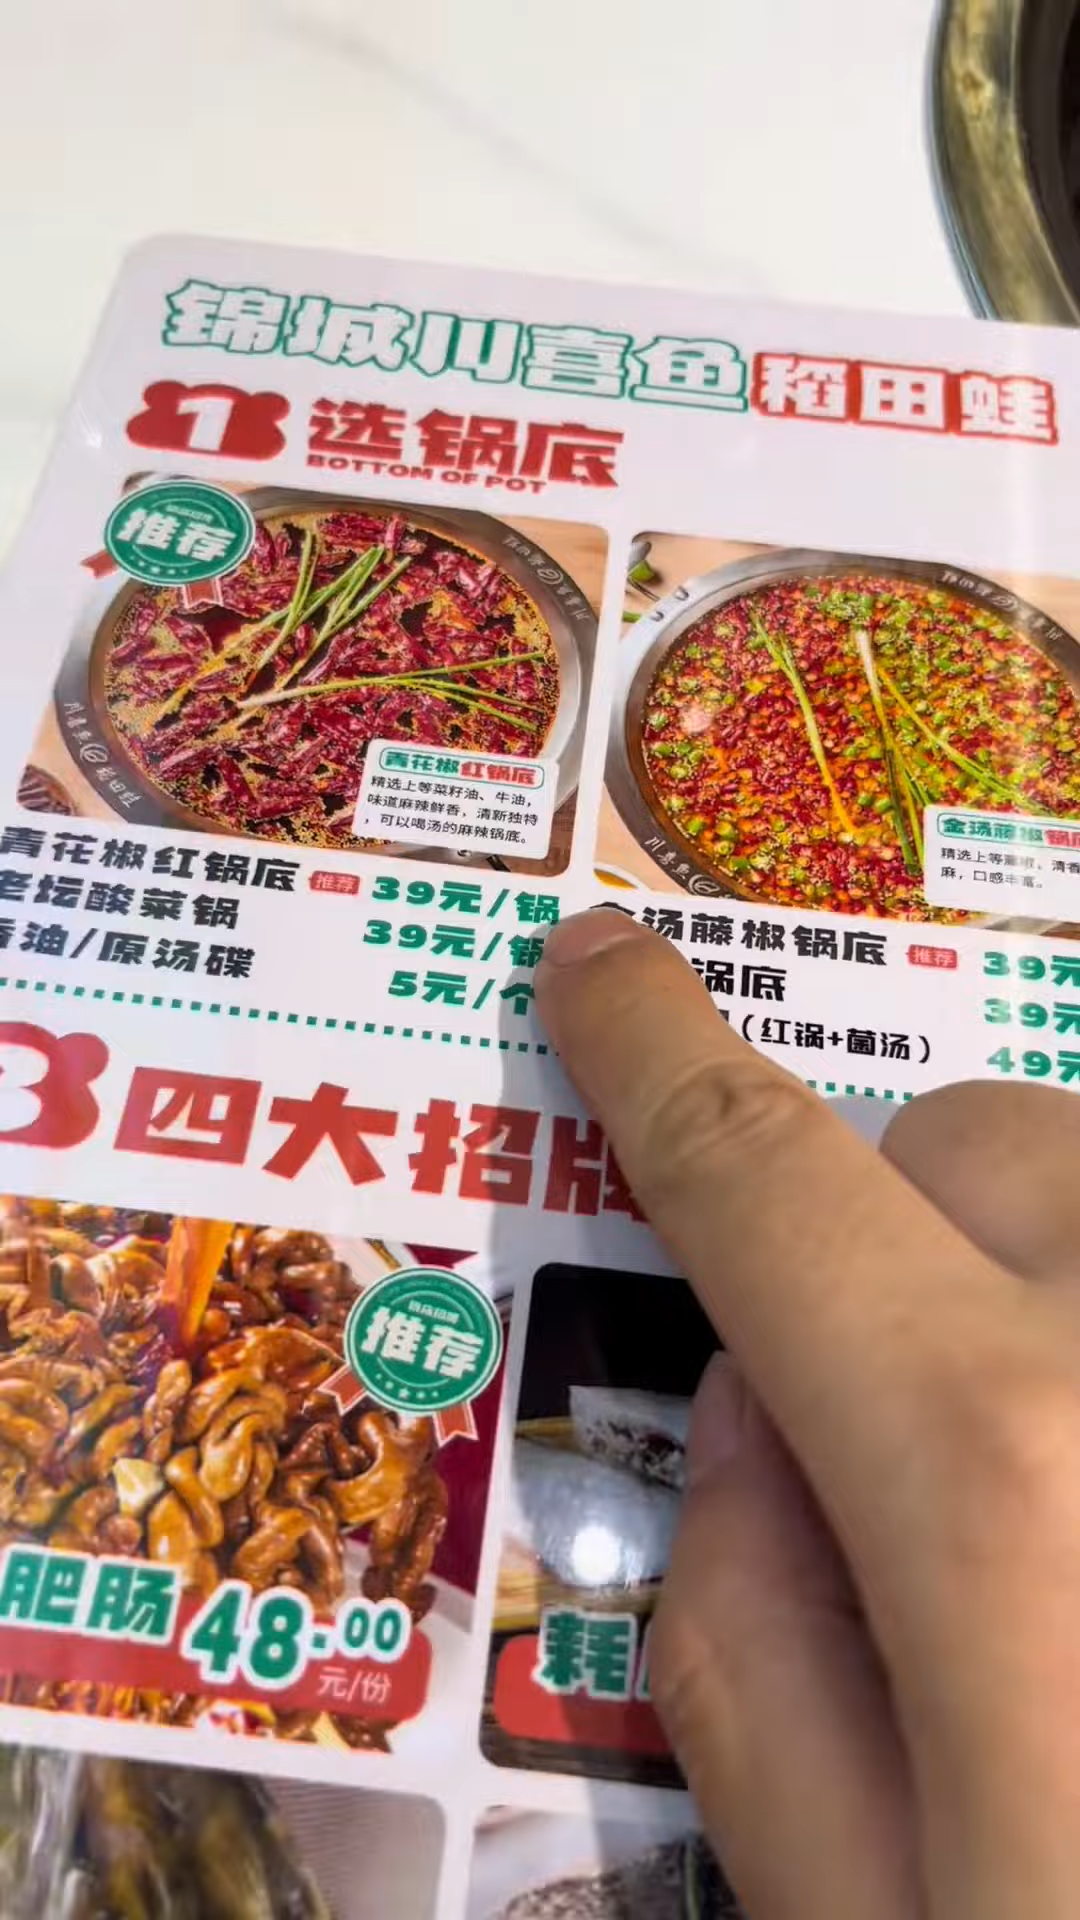 锦城川喜鱼稻田蛙
1 选锅底
BOTTOM OF POT
推荐
青花椒红锅底
精选上等菜籽油、牛油，
味道麻辣鲜香，清新独特
，可以喝汤的麻辣锅底。
金汤藤椒锅底
精选上等藤椒，清香
麻，口感丰富。
青花椒红锅底 推荐 39元/锅
老坛酸菜锅 39元/锅
香油/原汤碟 5元/个
金汤藤椒锅底 推荐 39元
锅底 39元
（红锅+菌汤） 49元
四大招牌
推荐
肥肠 48.00
元/份
耗